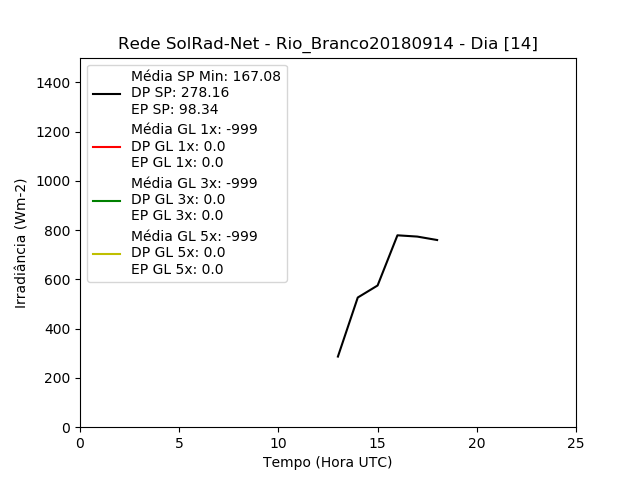 Rede SolRad-Net - Rio_Branco20180914 - Dia [14]
Média SP Min: 167.08
DP SP: 278.16
EP SP: 98.34
Média GL 1x: -999
DP GL 1x: 0.0
EP GL 1x: 0.0
Média GL 3x: -999
DP GL 3x: 0.0
EP GL 3x: 0.0
Média GL 5x: -999
DP GL 5x: 0.0
EP GL 5x: 0.0
Irradiância (Wm-2)
1400
1200
1000
800
600
400
200
0
0 5 10 15 20 25
Tempo (Hora UTC)